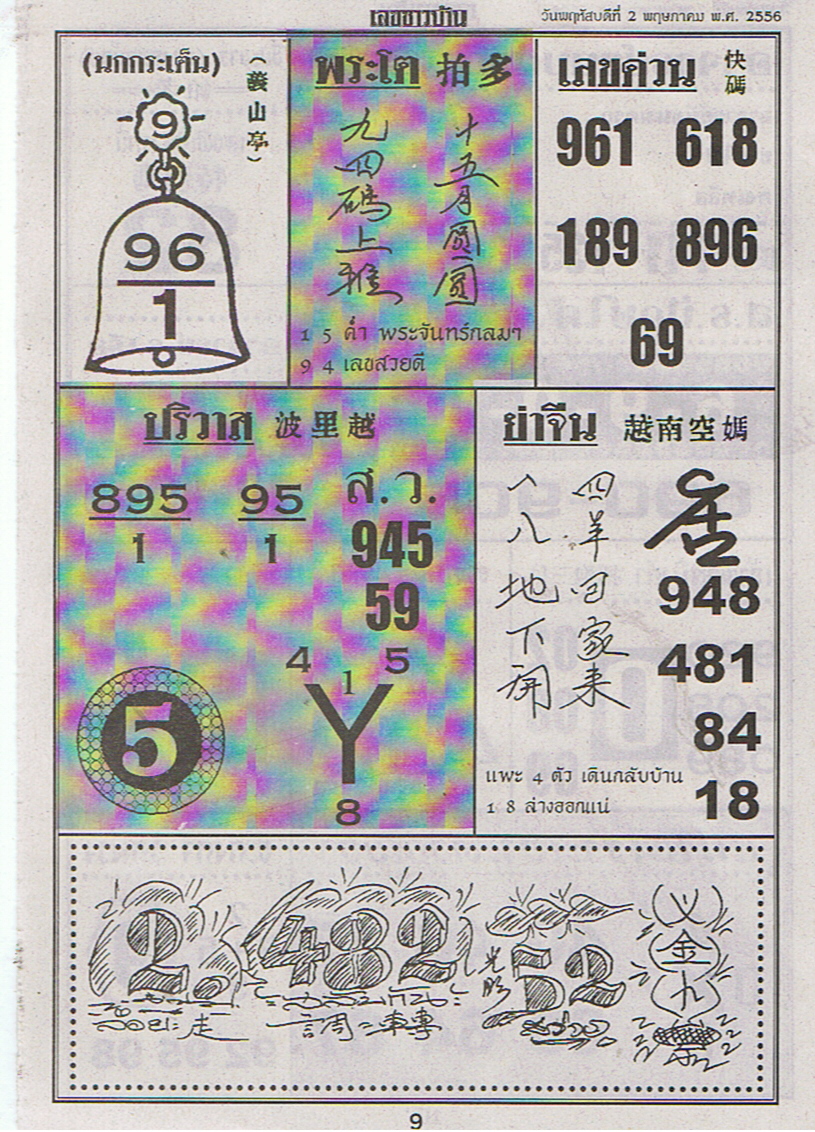 เลขชาวบ้าน
วันพฤหัสบดีที่ 2 พฤษภาคม พ.ศ. 2556
(นกกระเต็น)
9
96
1
พระโต 拍多
十五月圓圓
九四碼上
1 5 ค่ำ พระจันทร์กลมๆ
9 4 เลขสวยดี
เลขด่วน 快碼
961 618
189 896
69
ปริวาส 波里越
895 95
1 1
ส.ว.
945
59
5
4 5
1
Y
8
ย่าจีน 越南空媽
四羊回家来
八地下開
948
481
84
18
แพะ 4 ตัว เดินกลับบ้าน
1 8 ล่างออกแน่
2 482 52
金
九
9